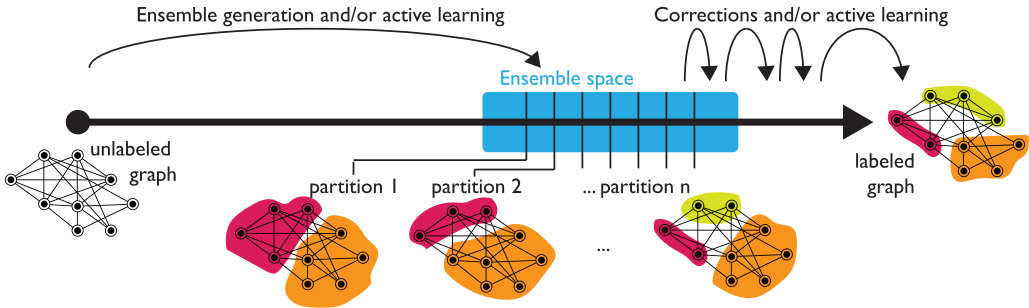 Ensemble generation and/or active learning
Corrections and/or active learning
Ensemble space
unlabeled
graph
labeled
graph
partition 1
partition 2
... partition n
...